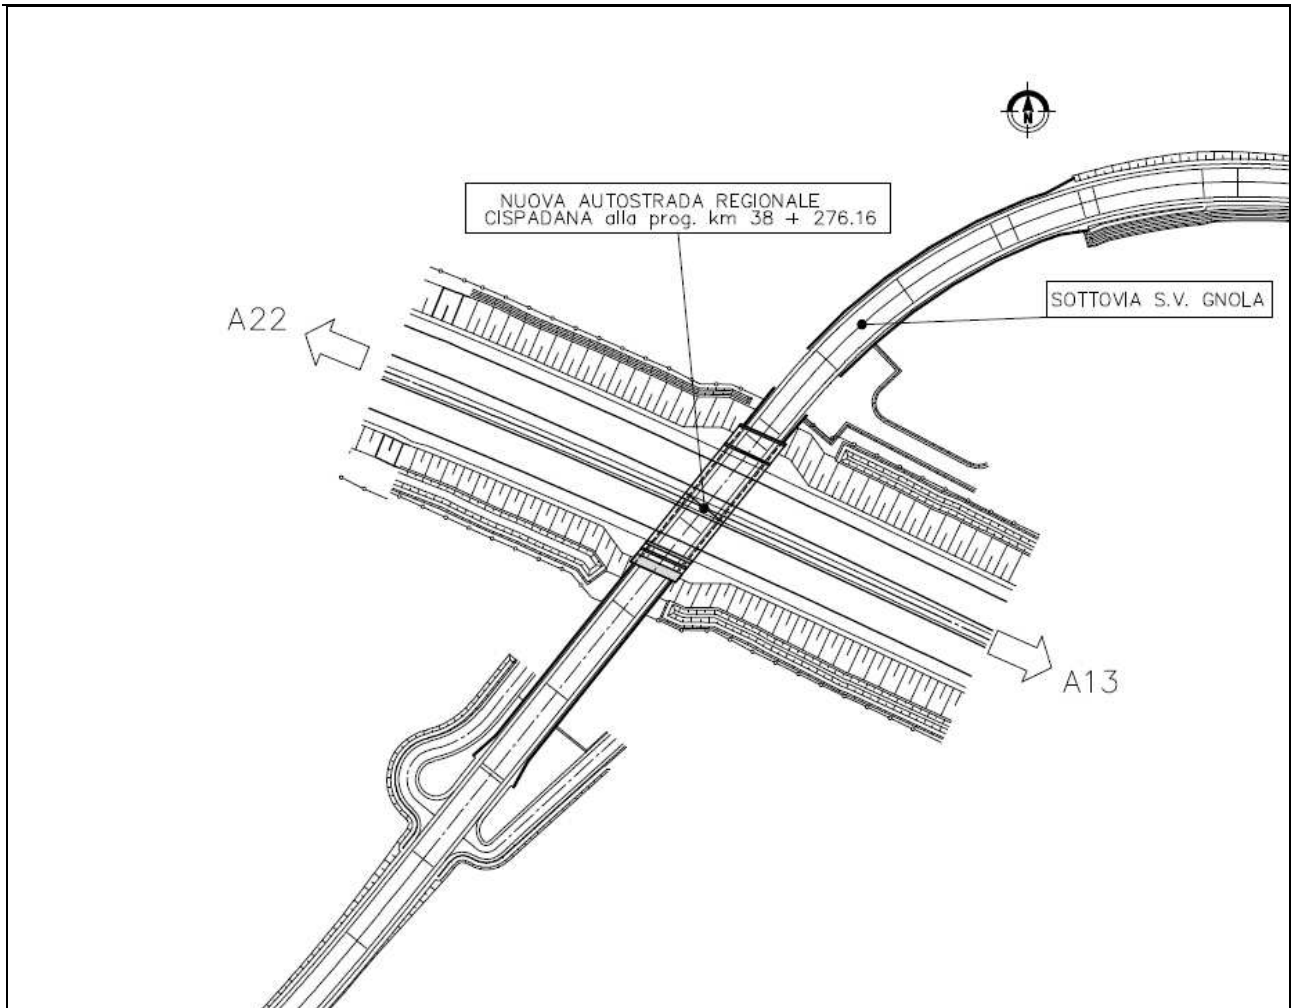 N
NUOVA AUTOSTRADA REGIONALE
CISPADANA alla prog. km 38 + 276.16
SOTTOVIA S.V. GNOLA
A22
A13